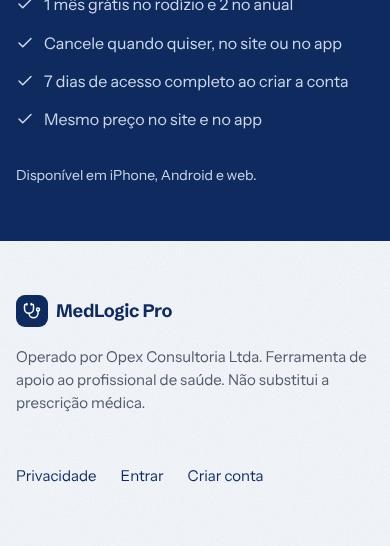 1 mês grátis no rodízio e 2 no anual
Cancele quando quiser, no site ou no app
7 dias de acesso completo ao criar a conta
Mesmo preço no site e no app
Disponível em iPhone, Android e web.
MedLogic Pro
Operado por Opex Consultoria Ltda. Ferramenta de
apoio ao profissional de saúde. Não substitui a
prescrição médica.
Privacidade Entrar Criar conta